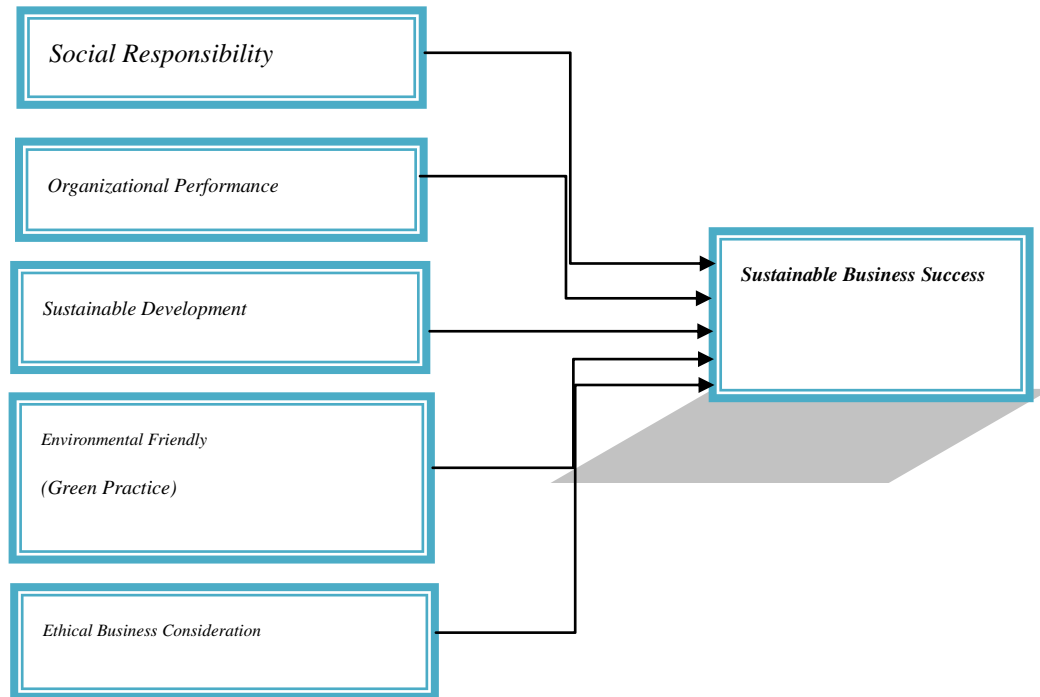 Social Responsibility
Organizational Performance
Sustainable Business Success
Sustainable Development
Environmental Friendly
(Green Practice)
Ethical Business Consideration